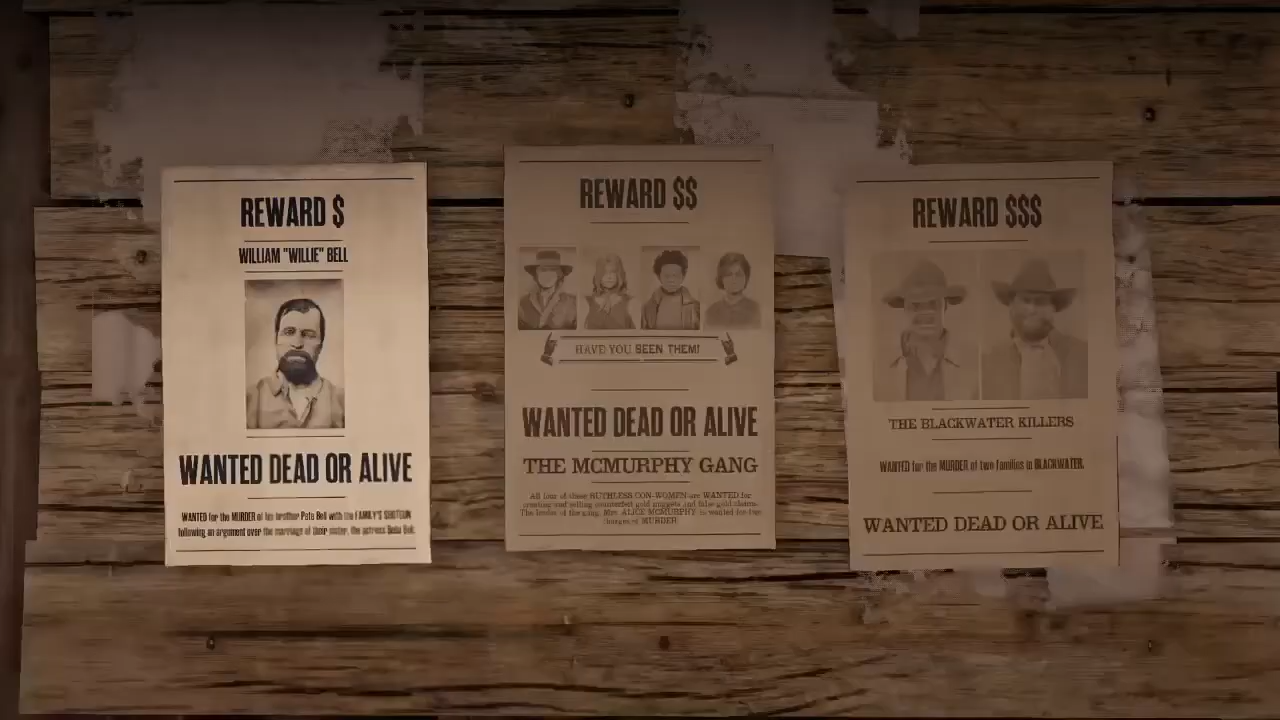 REWARD $
WILLIAM "WILLIE" BELL
WANTED DEAD OR ALIVE
WANTED for the MURDER of his brother Pate Bell with the FAMILY'S SHOTGUN
following an argument over the marriage of their sister, the actress Bella Bell.
REWARD $$
HAVE YOU SEEN THEM?
WANTED DEAD OR ALIVE
THE MCMURPHY GANG
All four of these RUTHLESS CON-WOMEN are WANTED for
creating and selling counterfeit gold nuggets and false gold claims.
The leader of the gang, Mrs. ALICE MCMURPHY is wanted for two
charges of MURDER
REWARD $$$
THE BLACKWATER KILLERS
WANTED for the MURDER of two families in BLACKWATER.
WANTED DEAD OR ALIVE